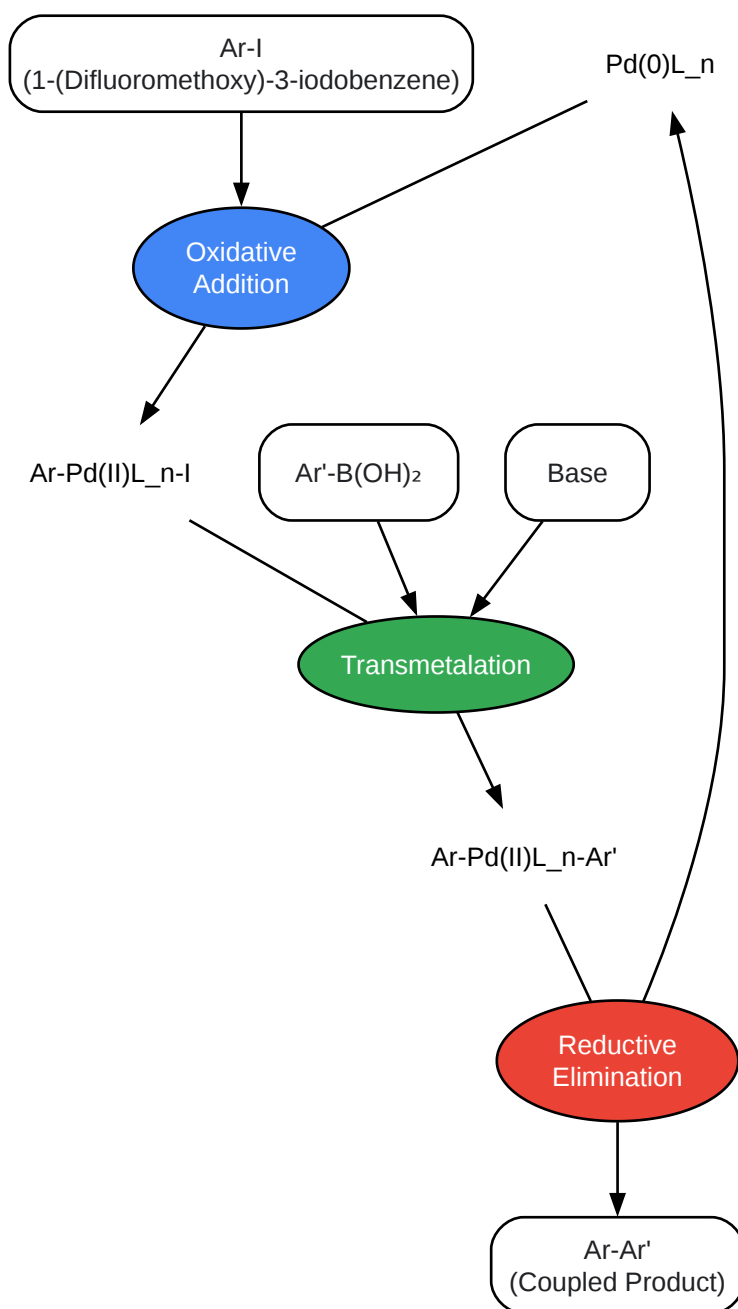 Ar-I
(1-(Difluoromethoxy)-3-iodobenzene)
Pd(0)L_n
Oxidative
Addition
Ar-Pd(II)L_n-I
Ar'-B(OH)₂
Base
Transmetalation
Ar-Pd(II)L_n-Ar'
Reductive
Elimination
Ar-Ar'
(Coupled Product)